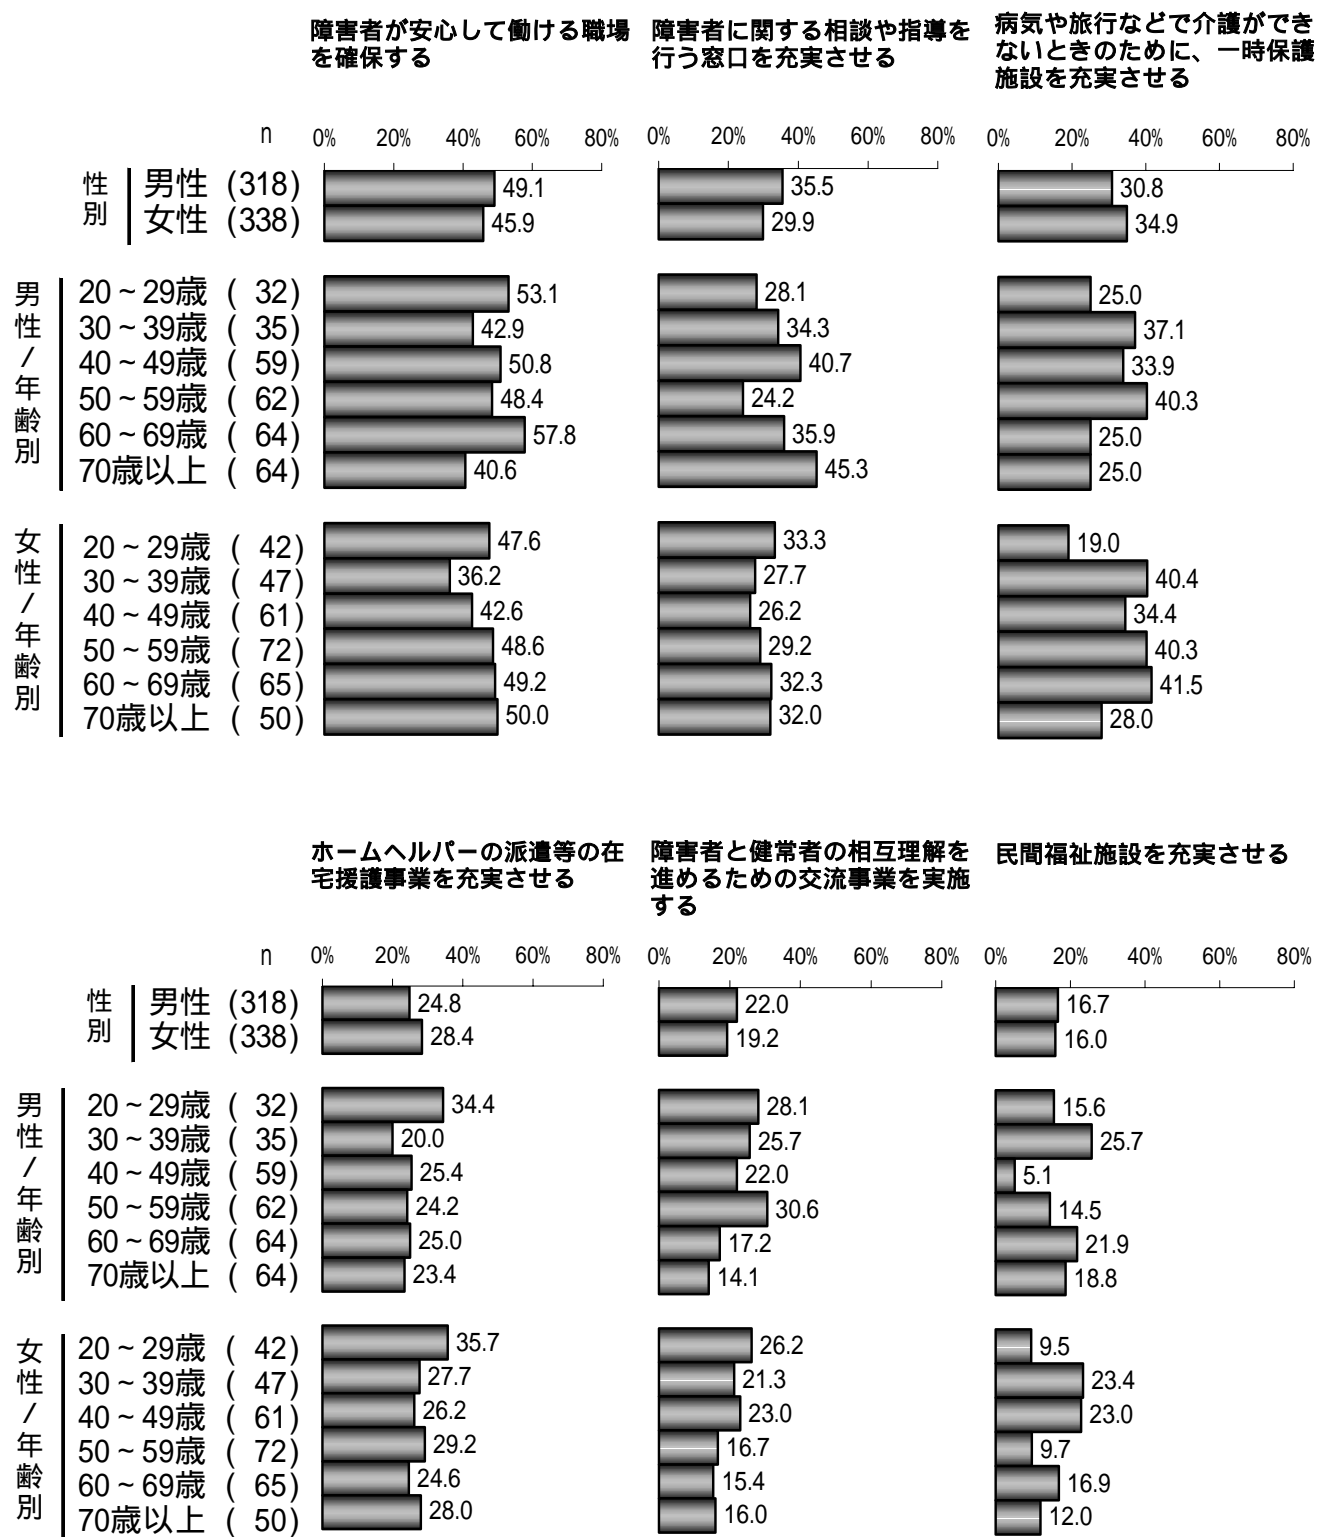 障害者が安心して働ける職場
を確保する
障害者に関する相談や指導を
行う窓口を充実させる
病気や旅行などで介護ができ
ないときのために、一時保護
施設を充実させる
n 0% 20% 40% 60% 80% 0% 20% 40% 60% 80% 0% 20% 40% 60% 80%
性別
男性 (318) 49.1 35.5 30.8
女性 (338) 45.9 29.9 34.9
男性/年齢別
20～29歳 ( 32) 53.1 28.1 25.0
30～39歳 ( 35) 42.9 34.3 37.1
40～49歳 ( 59) 50.8 40.7 33.9
50～59歳 ( 62) 48.4 24.2 40.3
60～69歳 ( 64) 57.8 35.9 25.0
70歳以上 ( 64) 40.6 45.3 25.0
女性/年齢別
20～29歳 ( 42) 47.6 33.3 19.0
30～39歳 ( 47) 36.2 27.7 40.4
40～49歳 ( 61) 42.6 26.2 34.4
50～59歳 ( 72) 48.6 29.2 40.3
60～69歳 ( 65) 49.2 32.3 41.5
70歳以上 ( 50) 50.0 32.0 28.0
ホームヘルパーの派遣等の在
宅援護事業を充実させる
障害者と健常者の相互理解を
進めるための交流事業を実施
する
民間福祉施設を充実させる
n 0% 20% 40% 60% 80% 0% 20% 40% 60% 80% 0% 20% 40% 60% 80%
性別
男性 (318) 24.8 22.0 16.7
女性 (338) 28.4 19.2 16.0
男性/年齢別
20～29歳 ( 32) 34.4 28.1 15.6
30～39歳 ( 35) 20.0 25.7 25.7
40～49歳 ( 59) 25.4 22.0 5.1
50～59歳 ( 62) 24.2 30.6 14.5
60～69歳 ( 64) 25.0 17.2 21.9
70歳以上 ( 64) 23.4 14.1 18.8
女性/年齢別
20～29歳 ( 42) 35.7 26.2 9.5
30～39歳 ( 47) 27.7 21.3 23.4
40～49歳 ( 61) 26.2 23.0 23.0
50～59歳 ( 72) 29.2 16.7 9.7
60～69歳 ( 65) 24.6 15.4 16.9
70歳以上 ( 50) 28.0 16.0 12.0